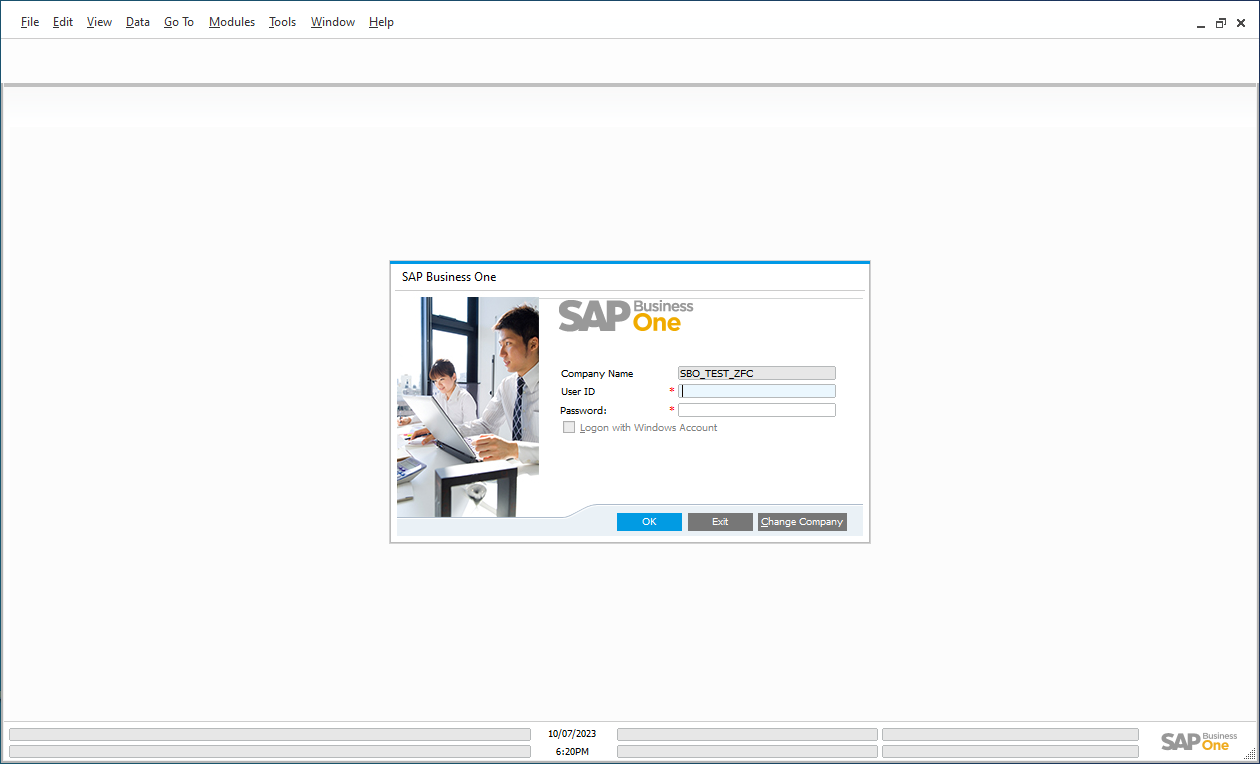 File Edit View Data Go To Modules Tools Window Help
SAP Business One
SAP Business One
Company Name SBO_TEST_ZFC
User ID *
Password: *
Logon with Windows Account
OK Exit Change Company
10/07/2023
6:20PM
SAP Business One